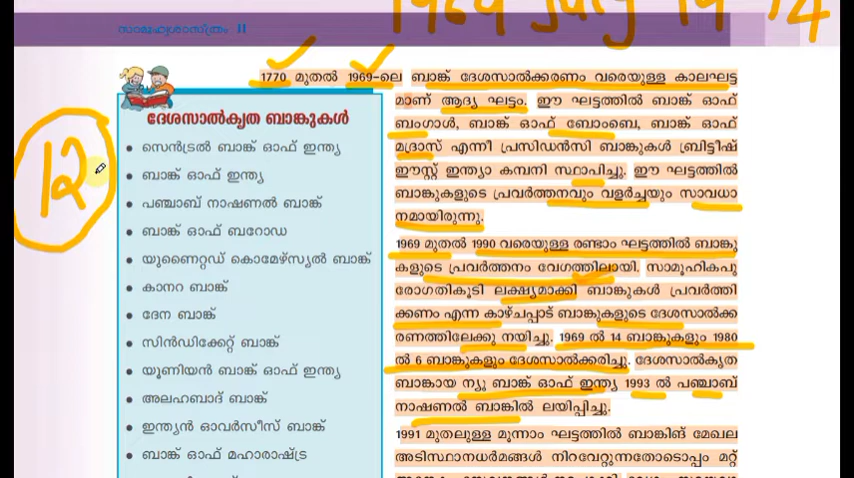 1969 July 19 14
സാമൂഹ്യശാസ്ത്രം II
ദേശസാൽകൃത ബാങ്കുകൾ
• സെൻട്രൽ ബാങ്ക് ഓഫ് ഇന്ത്യ
• ബാങ്ക് ഓഫ് ഇന്ത്യ
• പഞ്ചാബ് നാഷണൽ ബാങ്ക്
• ബാങ്ക് ഓഫ് ബറോഡ
• യുണൈറ്റഡ് കൊമേഴ്സ്യൽ ബാങ്ക്
• കാനറ ബാങ്ക്
• ദേന ബാങ്ക്
• സിൻഡിക്കേറ്റ് ബാങ്ക്
• യൂണിയൻ ബാങ്ക് ഓഫ് ഇന്ത്യ
• അലഹബാദ് ബാങ്ക്
• ഇന്ത്യൻ ഓവർസീസ് ബാങ്ക്
• ബാങ്ക് ഓഫ് മഹാരാഷ്ട്ര
12
1770 മുതൽ 1969-ലെ ബാങ്ക് ദേശസാൽക്കരണം വരെയുള്ള കാലഘട്ട
മാണ് ആദ്യ ഘട്ടം. ഈ ഘട്ടത്തിൽ ബാങ്ക് ഓഫ്
ബംഗാൾ, ബാങ്ക് ഓഫ് ബോംബെ, ബാങ്ക് ഓഫ്
മദ്രാസ് എന്നീ പ്രസിഡൻസി ബാങ്കുകൾ ബ്രിട്ടീഷ്
ഈസ്റ്റ് ഇന്ത്യാ കമ്പനി സ്ഥാപിച്ചു. ഈ ഘട്ടത്തിൽ
ബാങ്കുകളുടെ പ്രവർത്തനവും വളർച്ചയും സാവധാ
നമായിരുന്നു.
1969 മുതൽ 1990 വരെയുള്ള രണ്ടാം ഘട്ടത്തിൽ ബാങ്കു
കളുടെ പ്രവർത്തനം വേഗത്തിലായി. സാമൂഹികപു
രോഗതികൂടി ലക്ഷ്യമാക്കി ബാങ്കുകൾ പ്രവർത്തി
ക്കണം എന്ന കാഴ്ചപ്പാട് ബാങ്കുകളുടെ ദേശസാൽക്ക
രണത്തിലേക്കു നയിച്ചു. 1969 ൽ 14 ബാങ്കുകളും 1980
ൽ 6 ബാങ്കുകളും ദേശസാൽക്കരിച്ചു. ദേശസാൽകൃത
ബാങ്കായ ന്യൂ ബാങ്ക് ഓഫ് ഇന്ത്യ 1993 ൽ പഞ്ചാബ്
നാഷണൽ ബാങ്കിൽ ലയിപ്പിച്ചു.
1991 മുതലുള്ള മൂന്നാം ഘട്ടത്തിൽ ബാങ്കിങ് മേഖല
അടിസ്ഥാനധർമങ്ങൾ നിറവേറ്റുന്നതോടൊപ്പം മറ്റ്